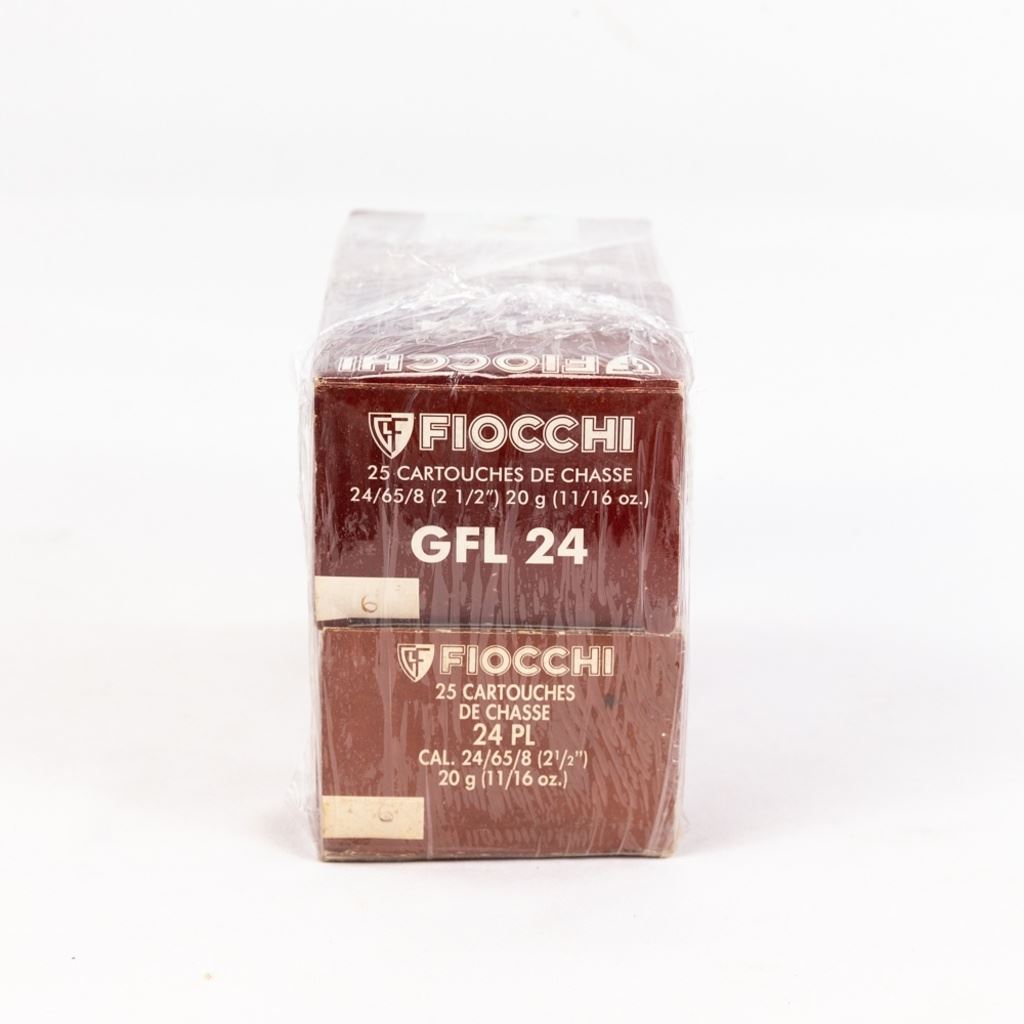 FIOCCHI
GFL FIOCCHI
25 CARTOUCHES DE CHASSE
24/65/8 (2 1/2") 20 g (11/16 oz.)
GFL 24
6
GFL FIOCCHI
25 CARTOUCHES
DE CHASSE
24 PL
CAL. 24/65/8 (2 1/2")
20 g (11/16 oz.)
6